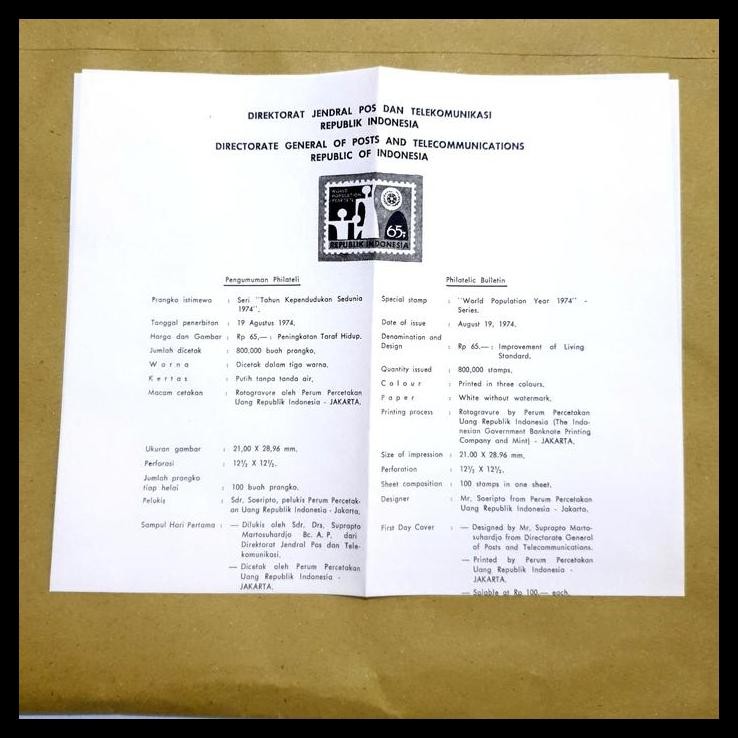 DIREKTORAT JENDRAL POS DAN TELEKOMUNIKASI
REPUBLIK INDONESIA
DIRECTORATE GENERAL OF POSTS AND TELECOMMUNICATIONS
REPUBLIC OF INDONESIA
WORLD
POPULATION
YEAR 1974
65,-
REPUBLIK INDONESIA
Pengumuman Philateli
Prangko istimewa : Seri "Tahun Kependudukan Sedunia
1974".
Tanggal penerbitan : 19 Agustus 1974.
Harga dan Gambar : Rp 65,— : Peningkatan Taraf Hidup.
Jumlah dicetak : 800.000 buah prangko.
W a r n a : Dicetak dalam tiga warna.
K e r t a s : Putih tanpa tanda air.
Macam cetakan : Rotogravure oleh Perum Percetakan
Uang Republik Indonesia - JAKARTA.
Ukuran gambar : 21,00 X 28,96 mm.
Perforasi : 12½ X 12½.
Jumlah prangko
tiap helai : 100 buah prangko.
Pelukis : Sdr. Soeripto, pelukis Perum Percetak-
an Uang Republik Indonesia - Jakarta.
Sampul Hari Pertama : — Dilukis oleh Sdr. Drs. Suprapto
Martosuhardjo Bc. A. P. dari
Direktorat Jendral Pos dan Tele-
komunikasi.
— Dicetak oleh Perum Percetakan
Uang Republik Indonesia -
JAKARTA.
Philatelic Bulletin
Special stamp : "World Population Year 1974" -
Series.
Date of issue : August 19, 1974.
Denomination and
Design : Rp 65.— : Improvement of Living
Standard.
Quantity issued : 800,000 stamps.
C o l o u r : Printed in three colours.
P a p e r : White without watermark.
Printing process : Rotogravure by Perum Percetakan
Uang Republik Indonesia (The Indo-
nesian Government Banknote Printing
Company and Mint) - JAKARTA.
Size of impression : 21.00 X 28.96 mm.
Perforation : 12½ X 12½.
Sheet composition : 100 stamps in one sheet.
Designer : Mr. Soeripto from Perum Percetakan
Uang Republik Indonesia - Jakarta.
First Day Cover : — Designed by Mr. Suprapto Marto-
suhardjo from Directorate General
of Posts and Telecommunications.
— Printed by Perum Percetakan
Uang Republik Indonesia -
JAKARTA.
— Salable at Rp 100.— each.